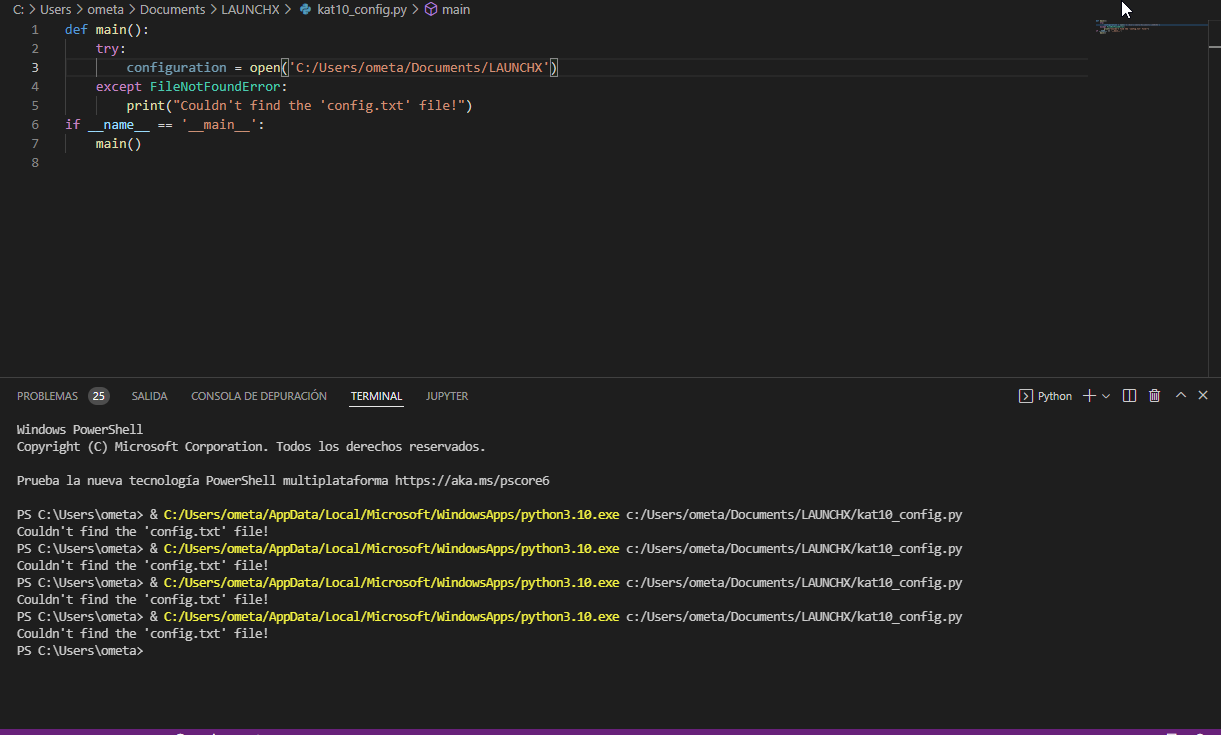 C: > Users > ometa > Documents > LAUNCHX > kat10_config.py > main
1 def main():
2     try:
3         configuration = open('C:/Users/ometa/Documents/LAUNCHX')
4     except FileNotFoundError:
5         print("Couldn't find the 'config.txt' file!")
6 if __name__ == '__main__':
7     main()
8
PROBLEMAS 25 SALIDA CONSOLA DE DEPURACIÓN TERMINAL JUPYTER Python
Windows PowerShell
Copyright (C) Microsoft Corporation. Todos los derechos reservados.
Prueba la nueva tecnología PowerShell multiplataforma https://aka.ms/pscore6
PS C:\Users\ometa> & C:/Users/ometa/AppData/Local/Microsoft/WindowsApps/python3.10.exe c:/Users/ometa/Documents/LAUNCHX/kat10_config.py
Couldn't find the 'config.txt' file!
PS C:\Users\ometa> & C:/Users/ometa/AppData/Local/Microsoft/WindowsApps/python3.10.exe c:/Users/ometa/Documents/LAUNCHX/kat10_config.py
Couldn't find the 'config.txt' file!
PS C:\Users\ometa> & C:/Users/ometa/AppData/Local/Microsoft/WindowsApps/python3.10.exe c:/Users/ometa/Documents/LAUNCHX/kat10_config.py
Couldn't find the 'config.txt' file!
PS C:\Users\ometa> & C:/Users/ometa/AppData/Local/Microsoft/WindowsApps/python3.10.exe c:/Users/ometa/Documents/LAUNCHX/kat10_config.py
Couldn't find the 'config.txt' file!
PS C:\Users\ometa>